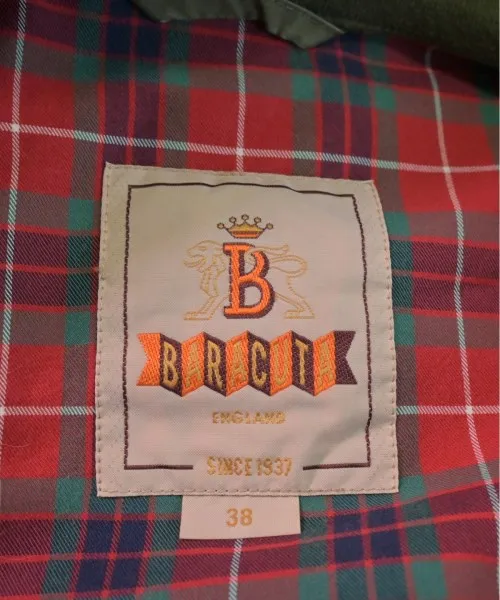 B
BARACUTA
ENGLAND
SINCE 1937
38